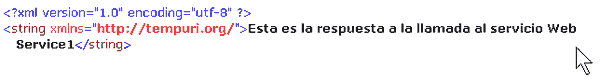 <?xml version="1.0" encoding="utf-8" ?>
<string xmlns="http://tempuri.org/">Esta es la respuesta a la llamada al servicio Web
Service1</string>